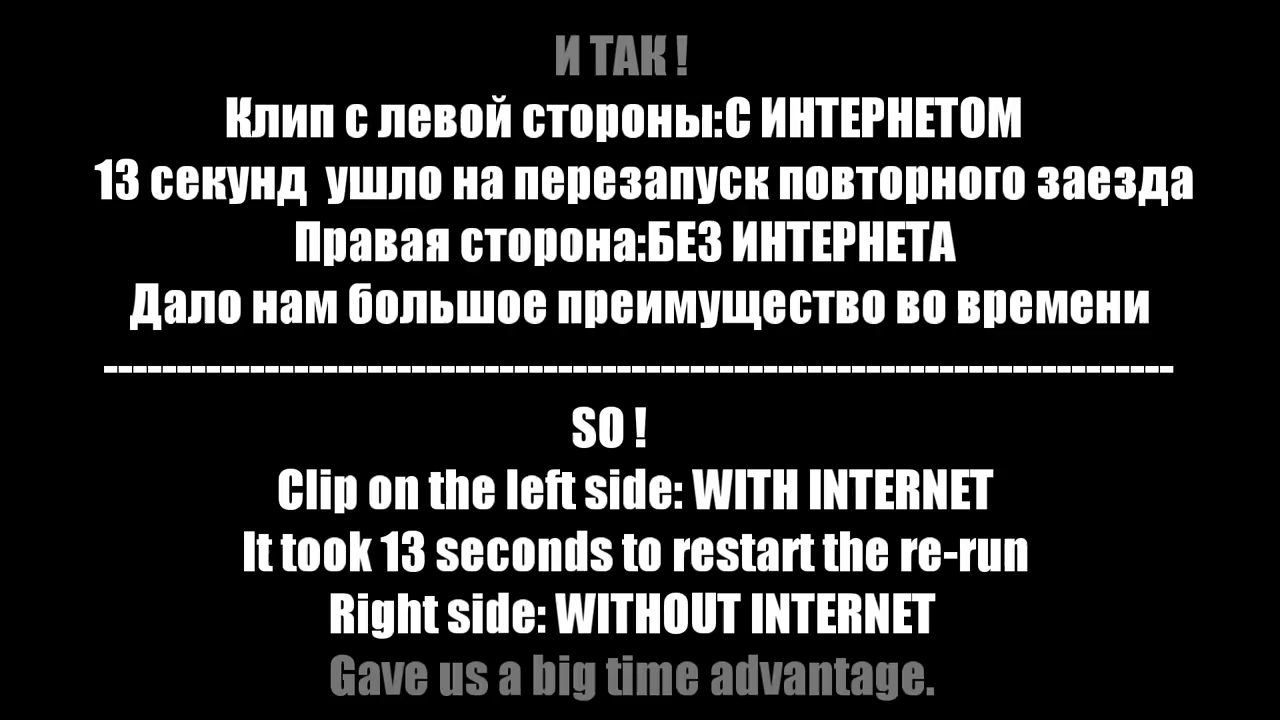 И ТАК !
Клип с левой стороны:С ИНТЕРНЕТОМ
13 секунд  ушло на перезапуск повторного заезда
Правая сторона:БЕЗ ИНТЕРНЕТА
Дало нам большое преимущество во времени
--------------------------------------------------------------------------
SO !
Clip on the left side: WITH INTERNET
It took 13 seconds to restart the re-run
Right side: WITHOUT INTERNET
Gave us a big time advantage.